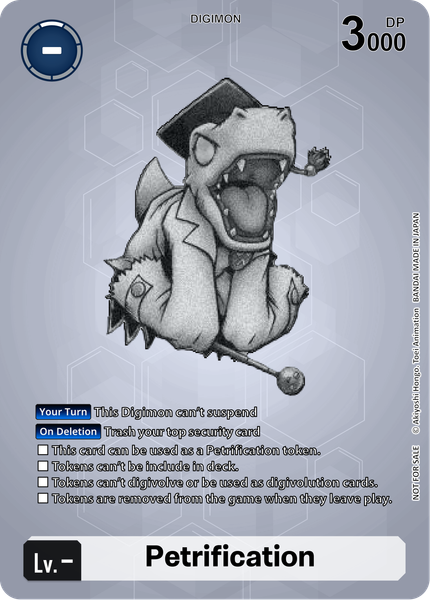 DIGIMON
-
3000
DP
Your Turn This Digimon can't suspend
On Deletion Trash your top security card
This card can be used as a Petrification token.
Tokens can't be include in deck.
Tokens can't digivolve or be used as digivolution cards.
Tokens are removed from the game when they leave play.
NOT FOR SALE © Akiyoshi Hongo, Toei Animation BANDAI MADE IN JAPAN
Lv.-
Petrification